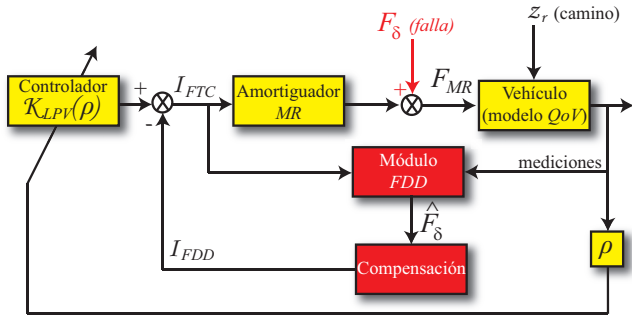 F_δ (falla)
z_r (camino)
Controlador
K_LPV(ρ)
+
-
I_FTC
Amortiguador
MR
+
F_MR
Vehículo
(modelo QoV)
Módulo
FDD
mediciones
F̂_δ
I_FDD
Compensación
ρ